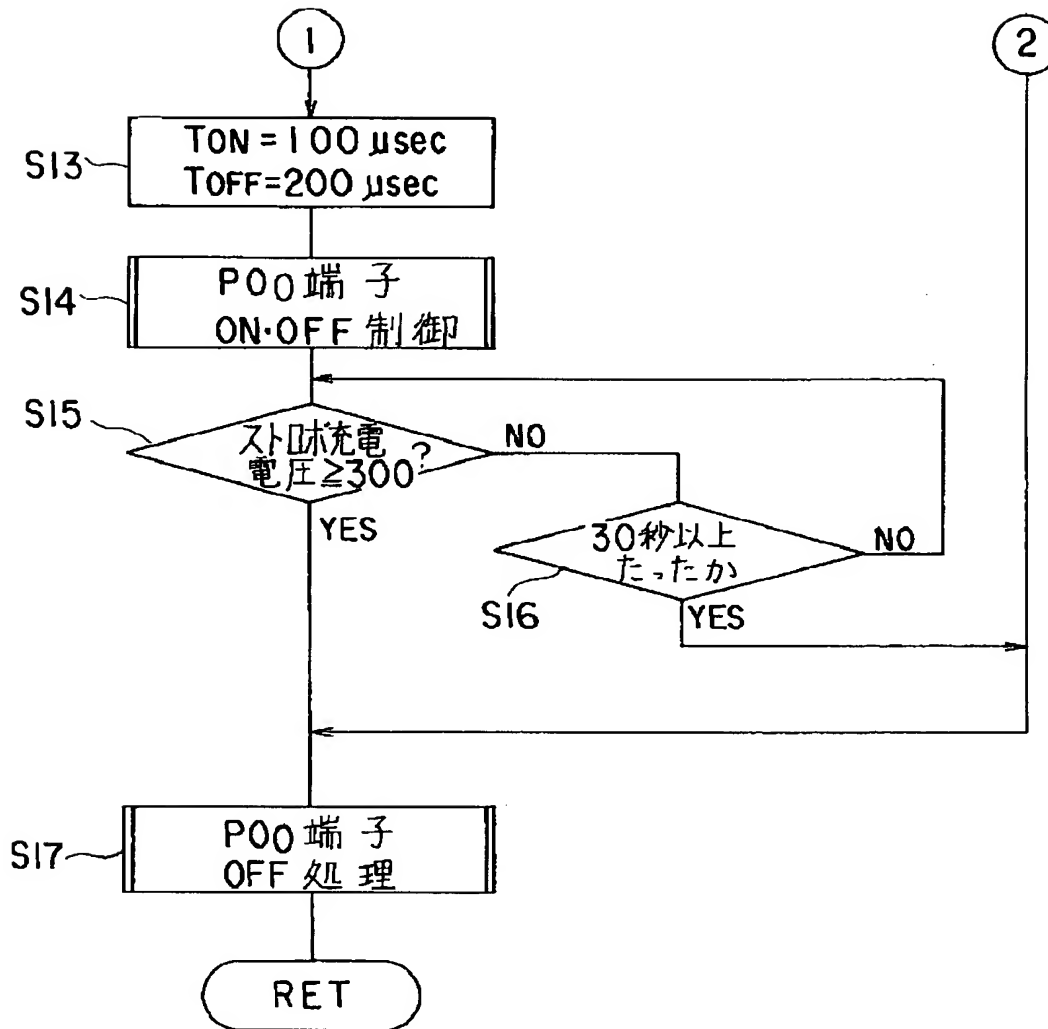 1
2
S13
TON = 100 μsec
TOFF=200 μsec
S14
P00 端子
ON·OFF 制御
S15
ストロボ充電
電圧≧300?
NO
YES
30秒以上
たったか
NO
S16
YES
S17
P00 端子
OFF 処理
RET